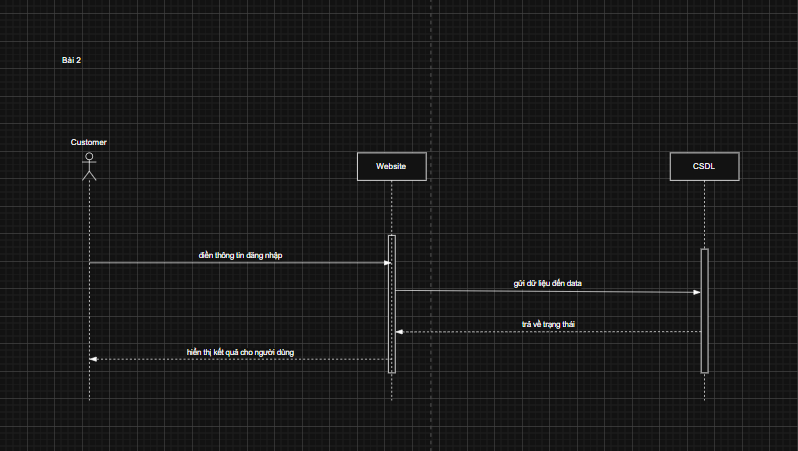 Bài 2
Customer
Website
CSDL
điền thông tin đăng nhập
gửi dữ liệu đến data
trả về trạng thái
hiển thị kết quả cho người dùng